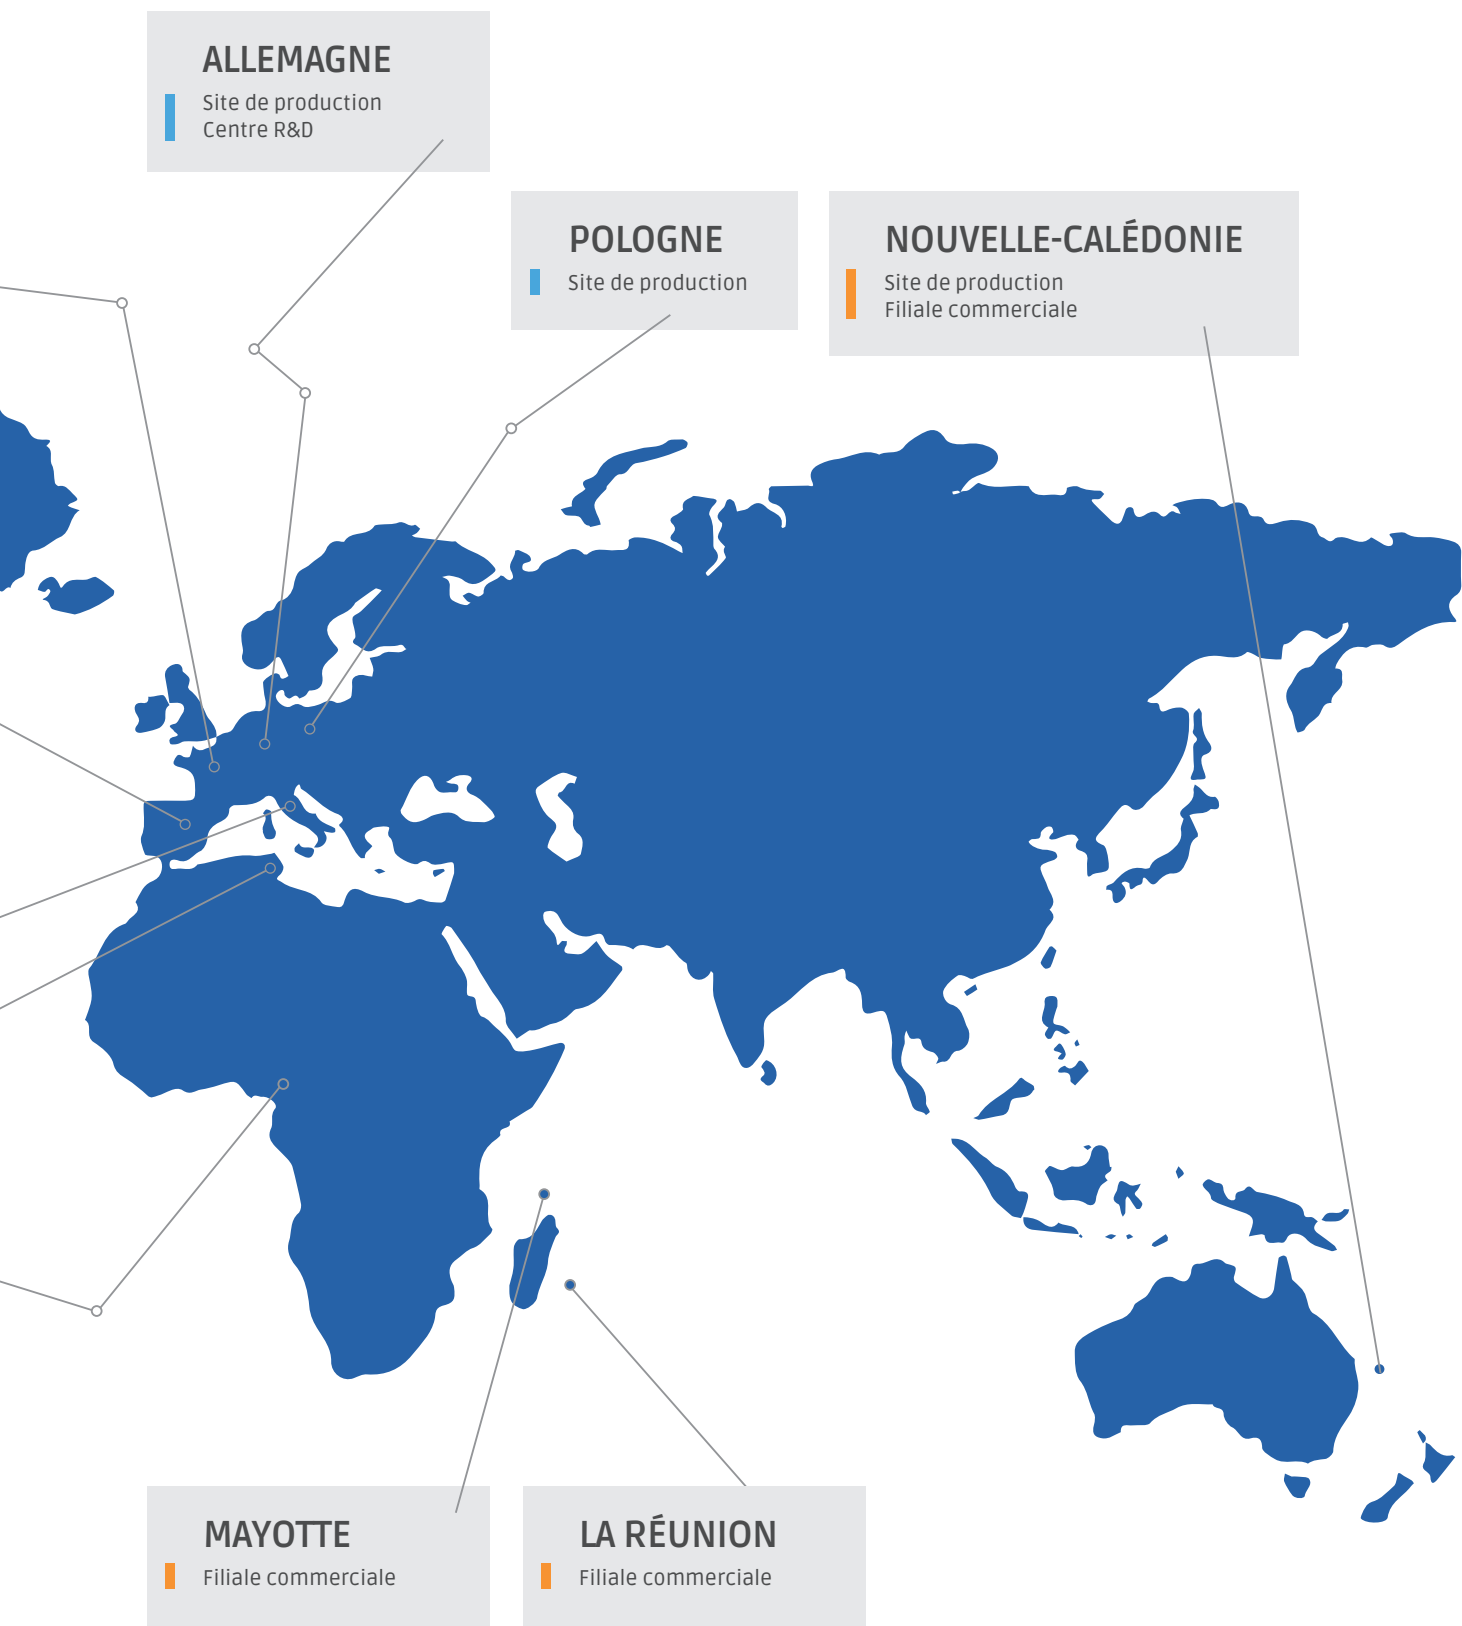 ALLEMAGNE
Site de production
Centre R&D
POLOGNE
Site de production
NOUVELLE-CALÉDONIE
Site de production
Filiale commerciale
MAYOTTE
Filiale commerciale
LA RÉUNION
Filiale commerciale